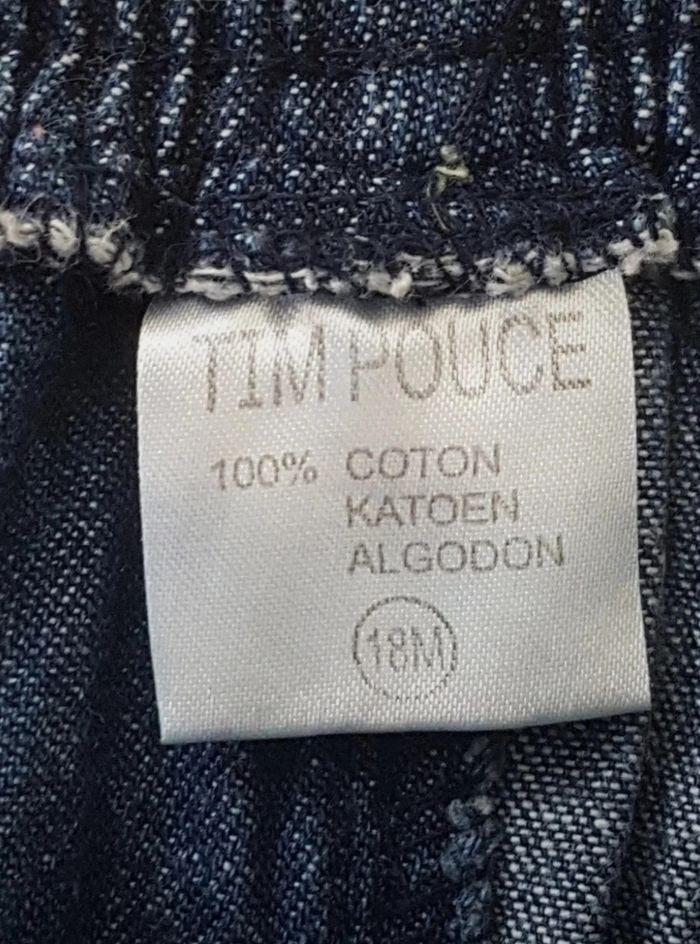 TIM POUCE
100% COTON
KATOEN
ALGODON
18M